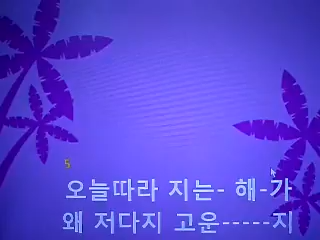 5
오늘따라 지는- 해-가
왜 저다지 고운-----지